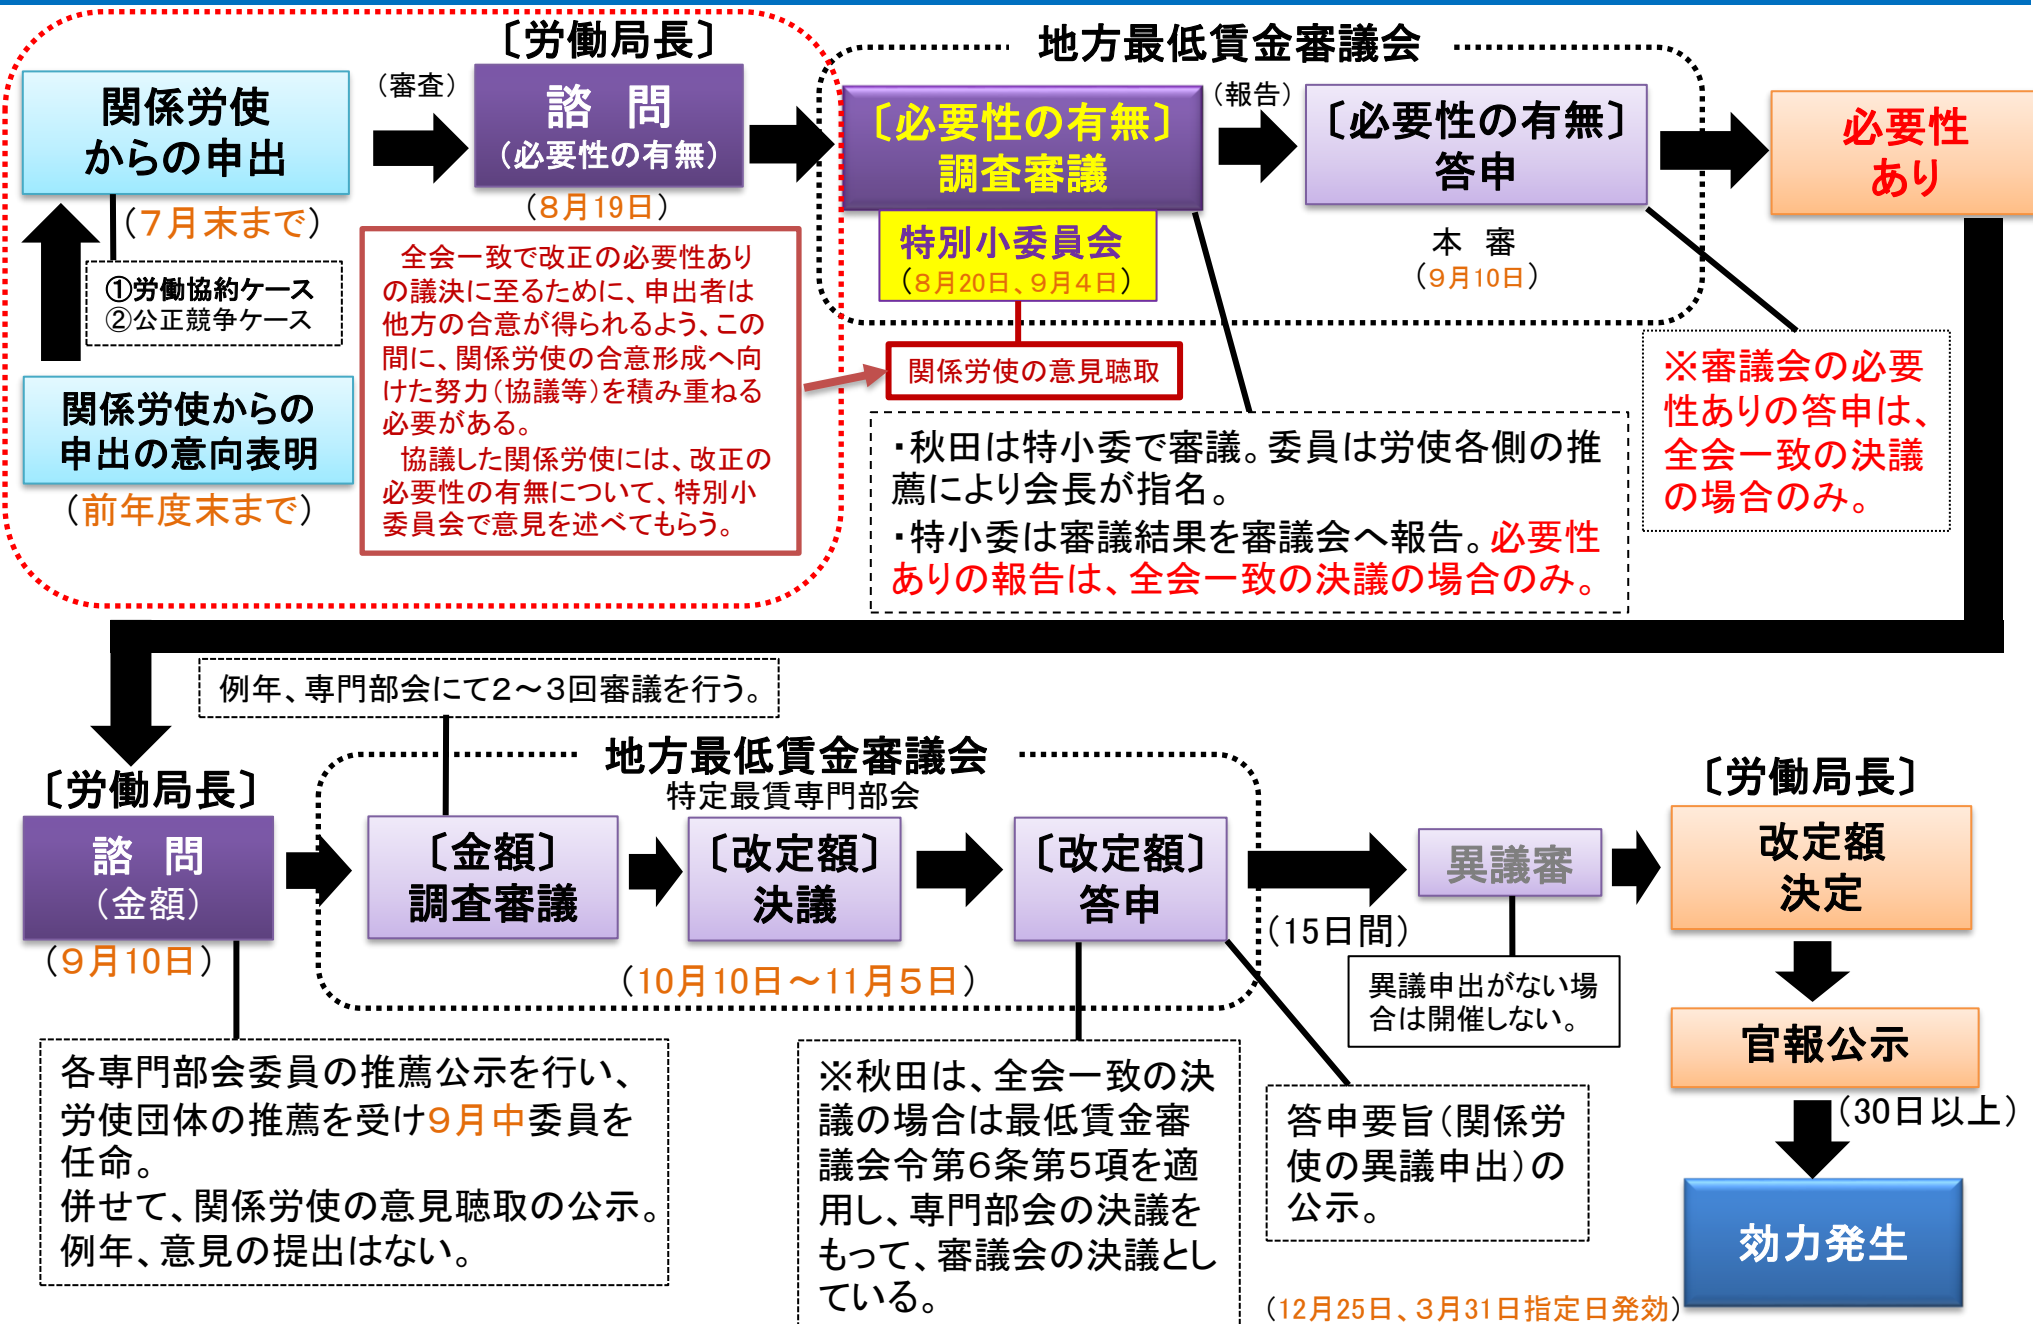 〔労働局長〕
地方最低賃金審議会
関係労使
からの申出
（審査）
諮　問
（必要性の有無）
〔必要性の有無〕
調査審議
（報告）
〔必要性の有無〕
答申
必要性
あり
（７月末まで）
（８月19日）
特別小委員会
（８月20日、９月４日）
本　審
（９月10日）
①労働協約ケース
②公正競争ケース
関係労使からの
申出の意向表明
（前年度末まで）
全会一致で改正の必要性あり
の議決に至るために、申出者は
他方の合意が得られるよう、この
間に、関係労使の合意形成へ向
けた努力（協議等）を積み重ねる
必要がある。
協議した関係労使には、改正の
必要性の有無について、特別小
委員会で意見を述べてもらう。
関係労使の意見聴取
・秋田は特小委で審議。委員は労使各側の推
薦により会長が指名。
・特小委は審議結果を審議会へ報告。必要性
ありの報告は、全会一致の決議の場合のみ。
※審議会の必要
性ありの答申は、
全会一致の決議
の場合のみ。
例年、専門部会にて２～３回審議を行う。
〔労働局長〕
地方最低賃金審議会
特定最賃専門部会
〔労働局長〕
諮　問
（金額）
〔金額〕
調査審議
〔改定額〕
決議
〔改定額〕
答申
異議審
改定額
決定
（９月10日）
（10月10日～11月５日）
（15日間）
異議申出がない場
合は開催しない。
官報公示
（30日以上）
効力発生
（12月25日、３月31日指定日発効）
各専門部会委員の推薦公示を行い、
労使団体の推薦を受け９月中委員を
任命。
併せて、関係労使の意見聴取の公示。
例年、意見の提出はない。
※秋田は、全会一致の決
議の場合は最低賃金審
議会令第６条第５項を適
用し、専門部会の決議を
もって、審議会の決議とし
ている。
答申要旨（関係労
使の異議申出）の
公示。